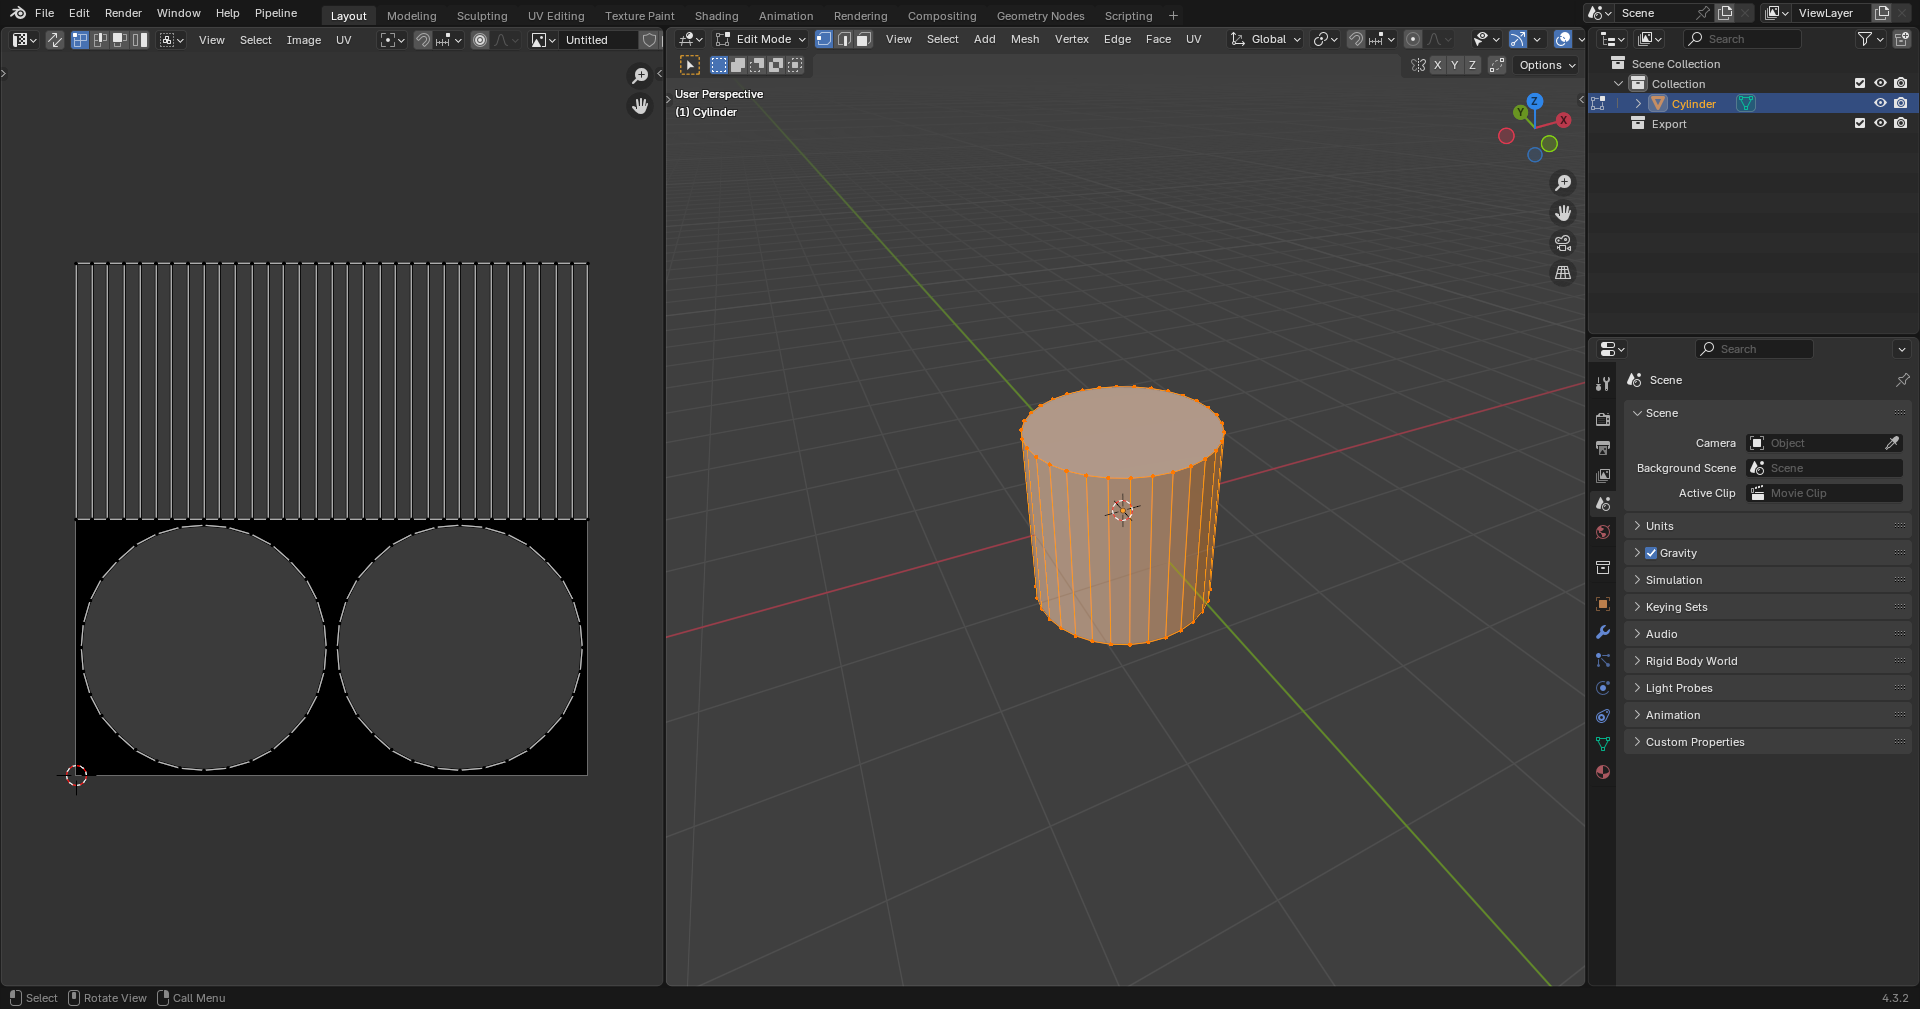 File Edit Render Window Help Pipeline Layout Modeling Sculpting UV Editing Texture Paint Shading Animation Rendering Compositing Geometry Nodes Scripting + Scene ViewLayer
View Select Image UV Untitled Edit Mode View Select Add Mesh Vertex Edge Face UV Global Search
X Y Z Options
Scene Collection
Collection
Cylinder
Export
User Perspective
(1) Cylinder
Z
Y
X
Search
Scene
Scene
Camera Object
Background Scene Scene
Active Clip Movie Clip
Units
Gravity
Simulation
Keying Sets
Audio
Rigid Body World
Light Probes
Animation
Custom Properties
Select Rotate View Call Menu 4.3.2